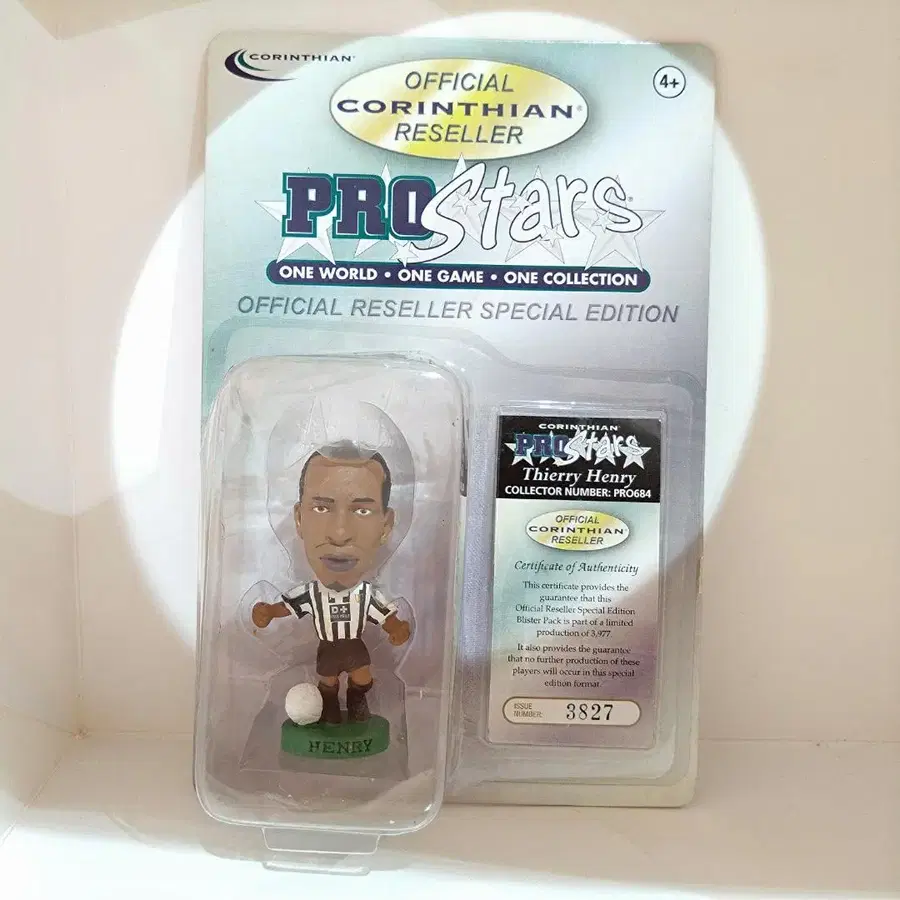 CORINTHIAN
4+
OFFICIAL
CORINTHIAN®
RESELLER
PRO Stars
ONE WORLD • ONE GAME • ONE COLLECTION
OFFICIAL RESELLER SPECIAL EDITION
CORINTHIAN
PRO Stars
Thierry Henry
COLLECTOR NUMBER: PRO684
OFFICIAL
CORINTHIAN
RESELLER
Certificate of Authenticity
This certificate provides the
guarantee that this
Official Reseller Special Edition
Blister Pack is part of a limited
production of 3,977.
It also provides the guarantee
that no further production of these
players will occur in this special
edition format.
ISSUE
NUMBER: 3827
D+
HENRY